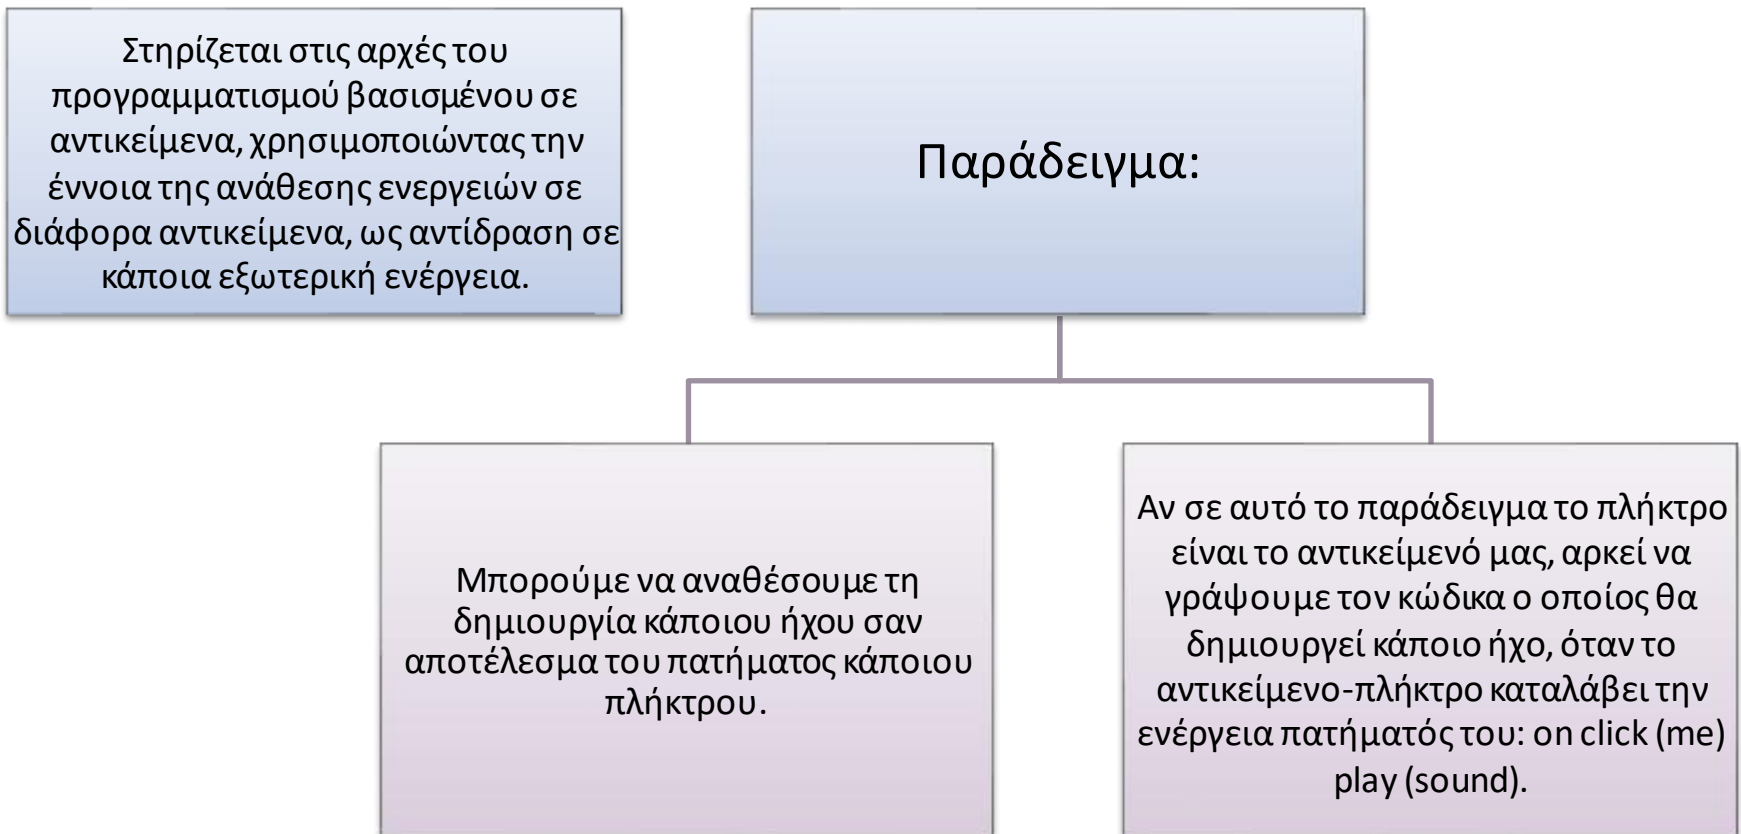 Στηρίζεται στις αρχές του
προγραμματισμού βασισμένου σε
αντικείμενα, χρησιμοποιώντας την
έννοια της ανάθεσης ενεργειών σε
διάφορα αντικείμενα, ως αντίδραση σε
κάποια εξωτερική ενέργεια.
Παράδειγμα:
Μπορούμε να αναθέσουμε τη
δημιουργία κάποιου ήχου σαν
αποτέλεσμα του πατήματος κάποιου
πλήκτρου.
Αν σε αυτό το παράδειγμα το πλήκτρο
είναι το αντικείμενό μας, αρκεί να
γράψουμε τον κώδικα ο οποίος θα
δημιουργεί κάποιο ήχο, όταν το
αντικείμενο-πλήκτρο καταλάβει την
ενέργεια πατήματός του: on click (me)
play (sound).